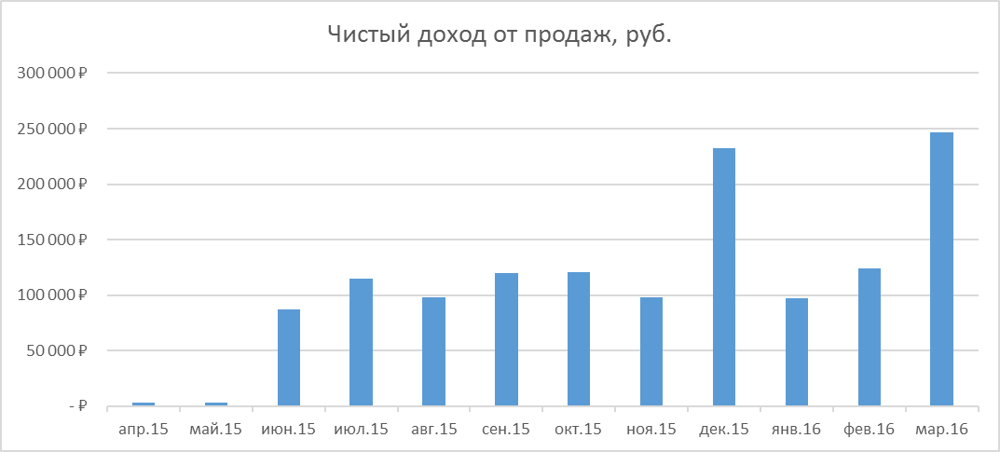 Чистый доход от продаж, руб.
300 000 ₽
250 000 ₽
200 000 ₽
150 000 ₽
100 000 ₽
50 000 ₽
- ₽
апр.15 май.15 июн.15 июл.15 авг.15 сен.15 окт.15 ноя.15 дек.15 янв.16 фев.16 мар.16